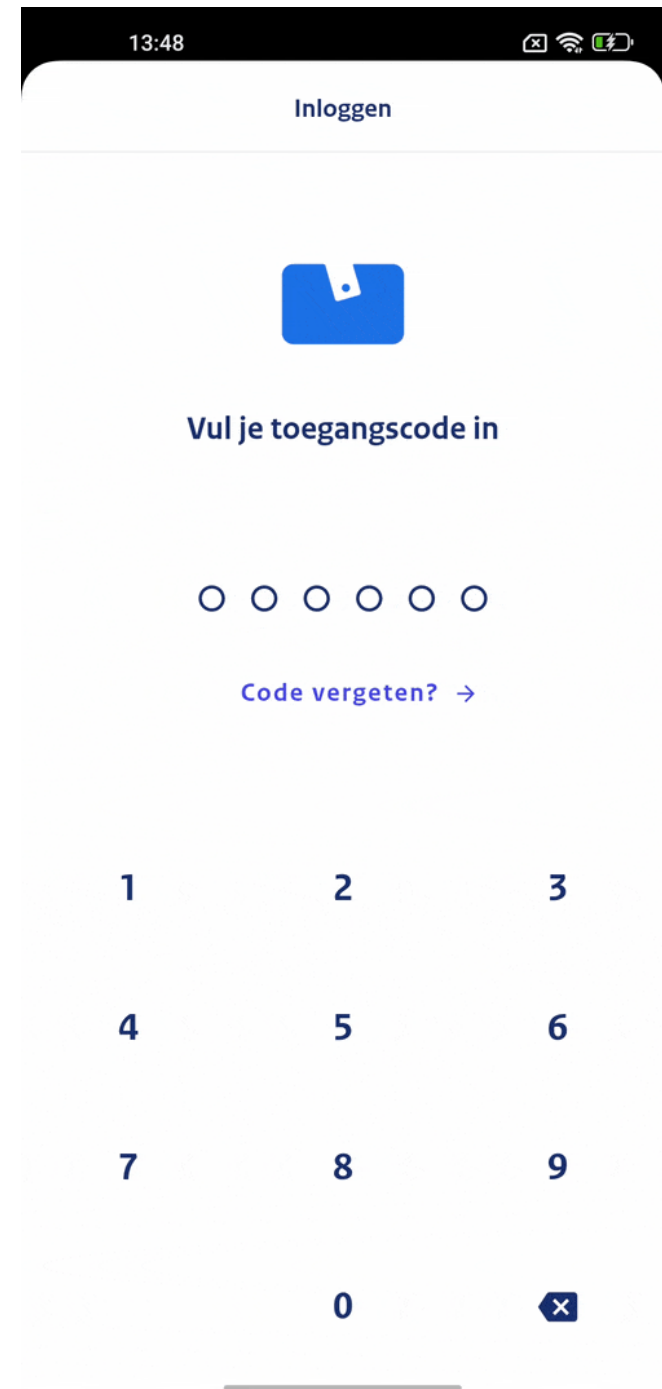 13:48
Inloggen
Vul je toegangscode in
Code vergeten? →
1 2 3
4 5 6
7 8 9
0